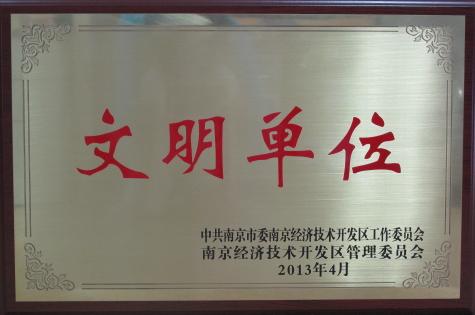 文明单位
中共南京市委南京经济技术开发区工作委员会
南京经济技术开发区管理委员会
2013年4月